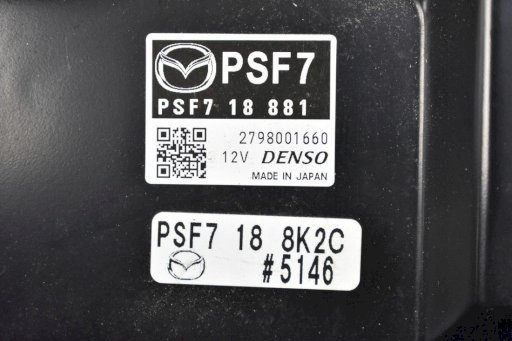 PSF7
PSF7 18 881
2798001660
12V DENSO
MADE IN JAPAN
PSF7 18 8K2C
#5146